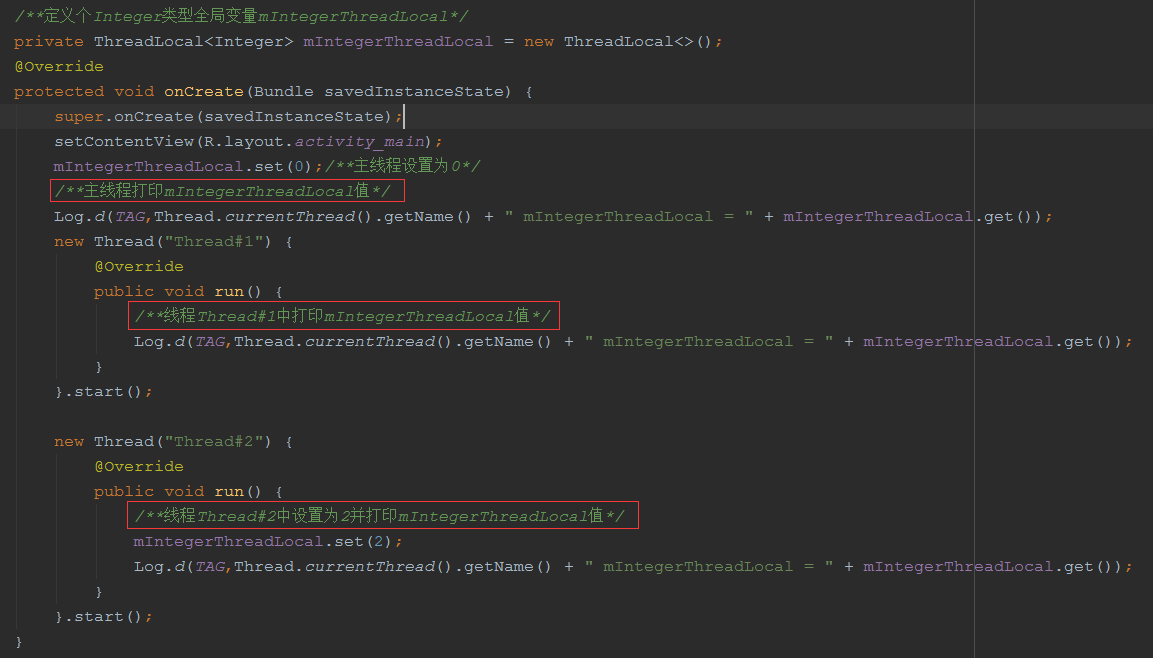 /**定义个Integer类型全局变量mIntegerThreadLocal*/
private ThreadLocal<Integer> mIntegerThreadLocal = new ThreadLocal<>();
@Override
protected void onCreate(Bundle savedInstanceState) {
super.onCreate(savedInstanceState);
setContentView(R.layout.activity_main);
mIntegerThreadLocal.set(0);/**主线程设置为0*/
/**主线程打印mIntegerThreadLocal值*/
Log.d(TAG,Thread.currentThread().getName() + " mIntegerThreadLocal = " + mIntegerThreadLocal.get());
new Thread("Thread#1") {
@Override
public void run() {
/**线程Thread#1中打印mIntegerThreadLocal值*/
Log.d(TAG,Thread.currentThread().getName() + " mIntegerThreadLocal = " + mIntegerThreadLocal.get());
}
}.start();
new Thread("Thread#2") {
@Override
public void run() {
/**线程Thread#2中设置为2并打印mIntegerThreadLocal值*/
mIntegerThreadLocal.set(2);
Log.d(TAG,Thread.currentThread().getName() + " mIntegerThreadLocal = " + mIntegerThreadLocal.get());
}
}.start();
}